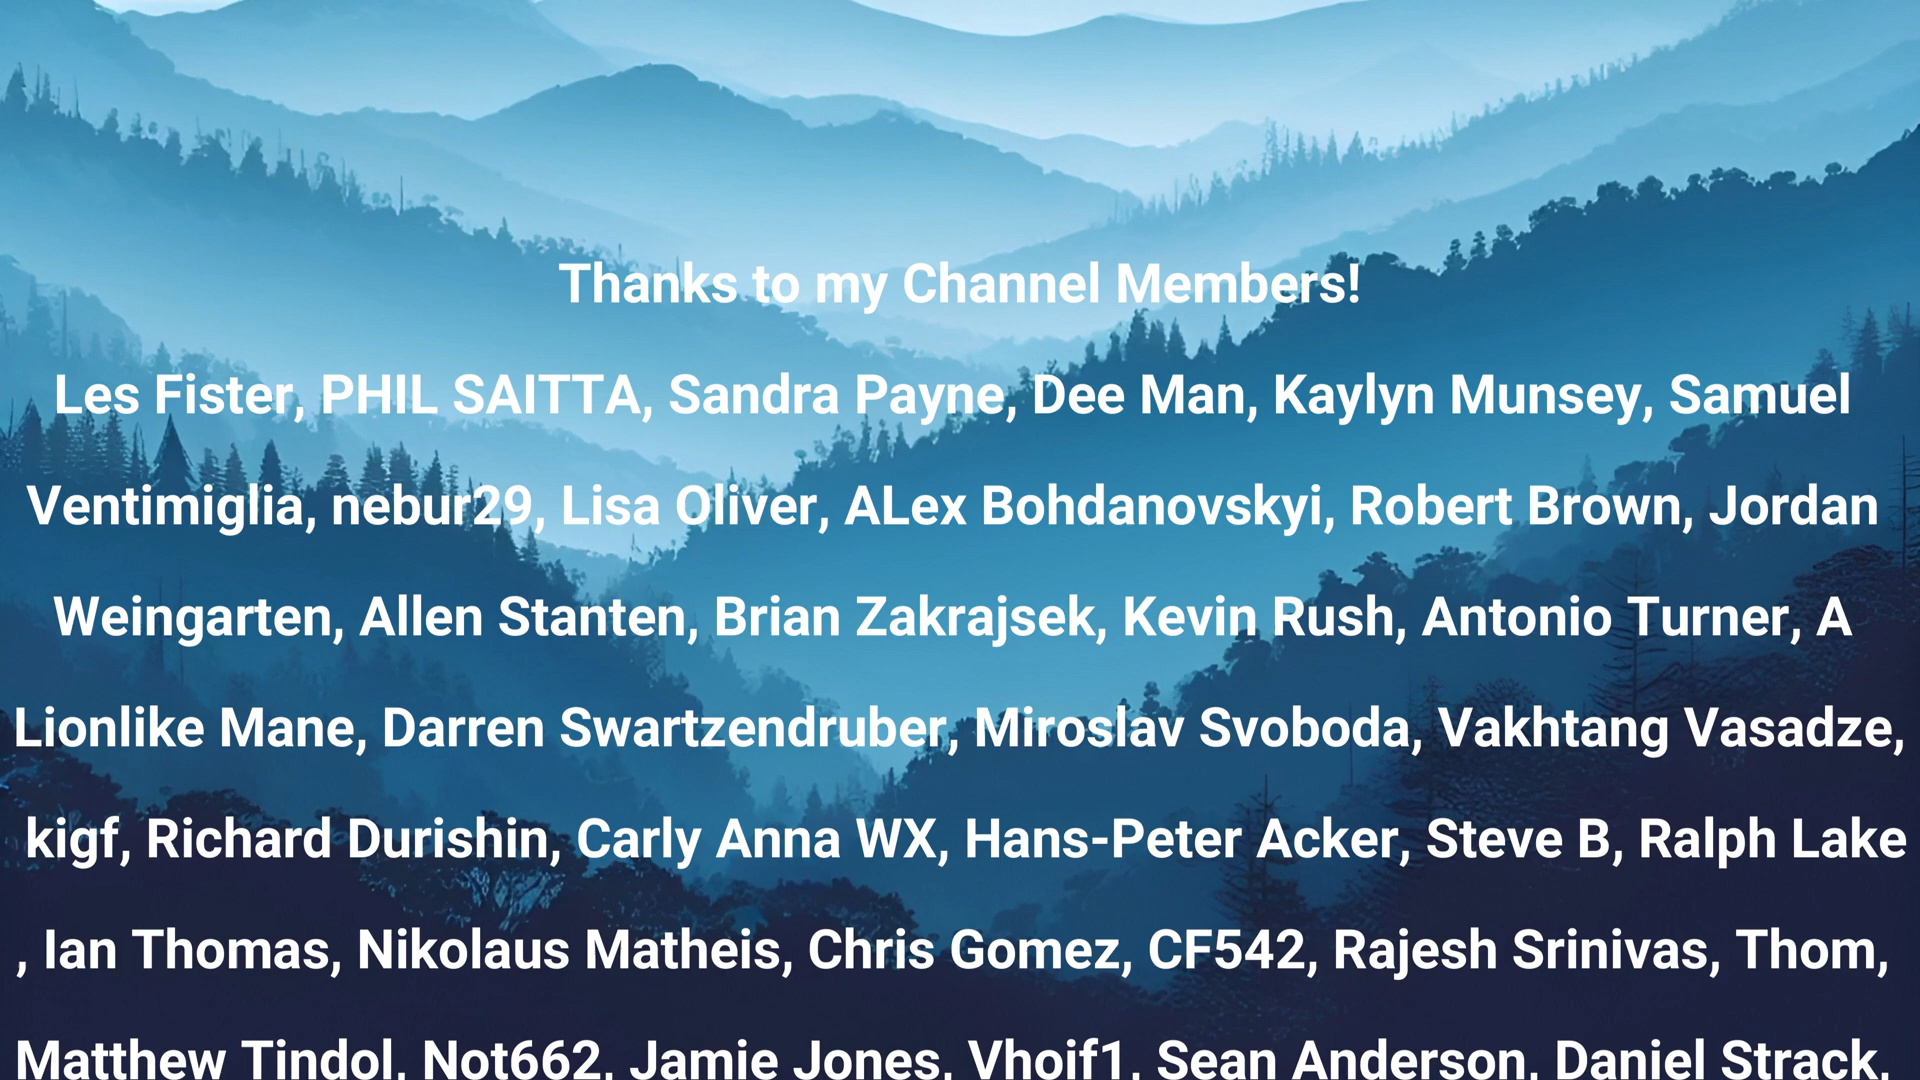 Thanks to my Channel Members!
Les Fister, PHIL SAITTA, Sandra Payne, Dee Man, Kaylyn Munsey, Samuel
Ventimiglia, nebur29, Lisa Oliver, ALex Bohdanovskyi, Robert Brown, Jordan
Weingarten, Allen Stanten, Brian Zakrajsek, Kevin Rush, Antonio Turner, A
Lionlike Mane, Darren Swartzendruber, Miroslav Svoboda, Vakhtang Vasadze,
kigf, Richard Durishin, Carly Anna WX, Hans-Peter Acker, Steve B, Ralph Lake
, Ian Thomas, Nikolaus Matheis, Chris Gomez, CF542, Rajesh Srinivas, Thom,
Matthew Tindol, Not662, Jamie Jones, Vhoif1, Sean Anderson, Daniel Strack,